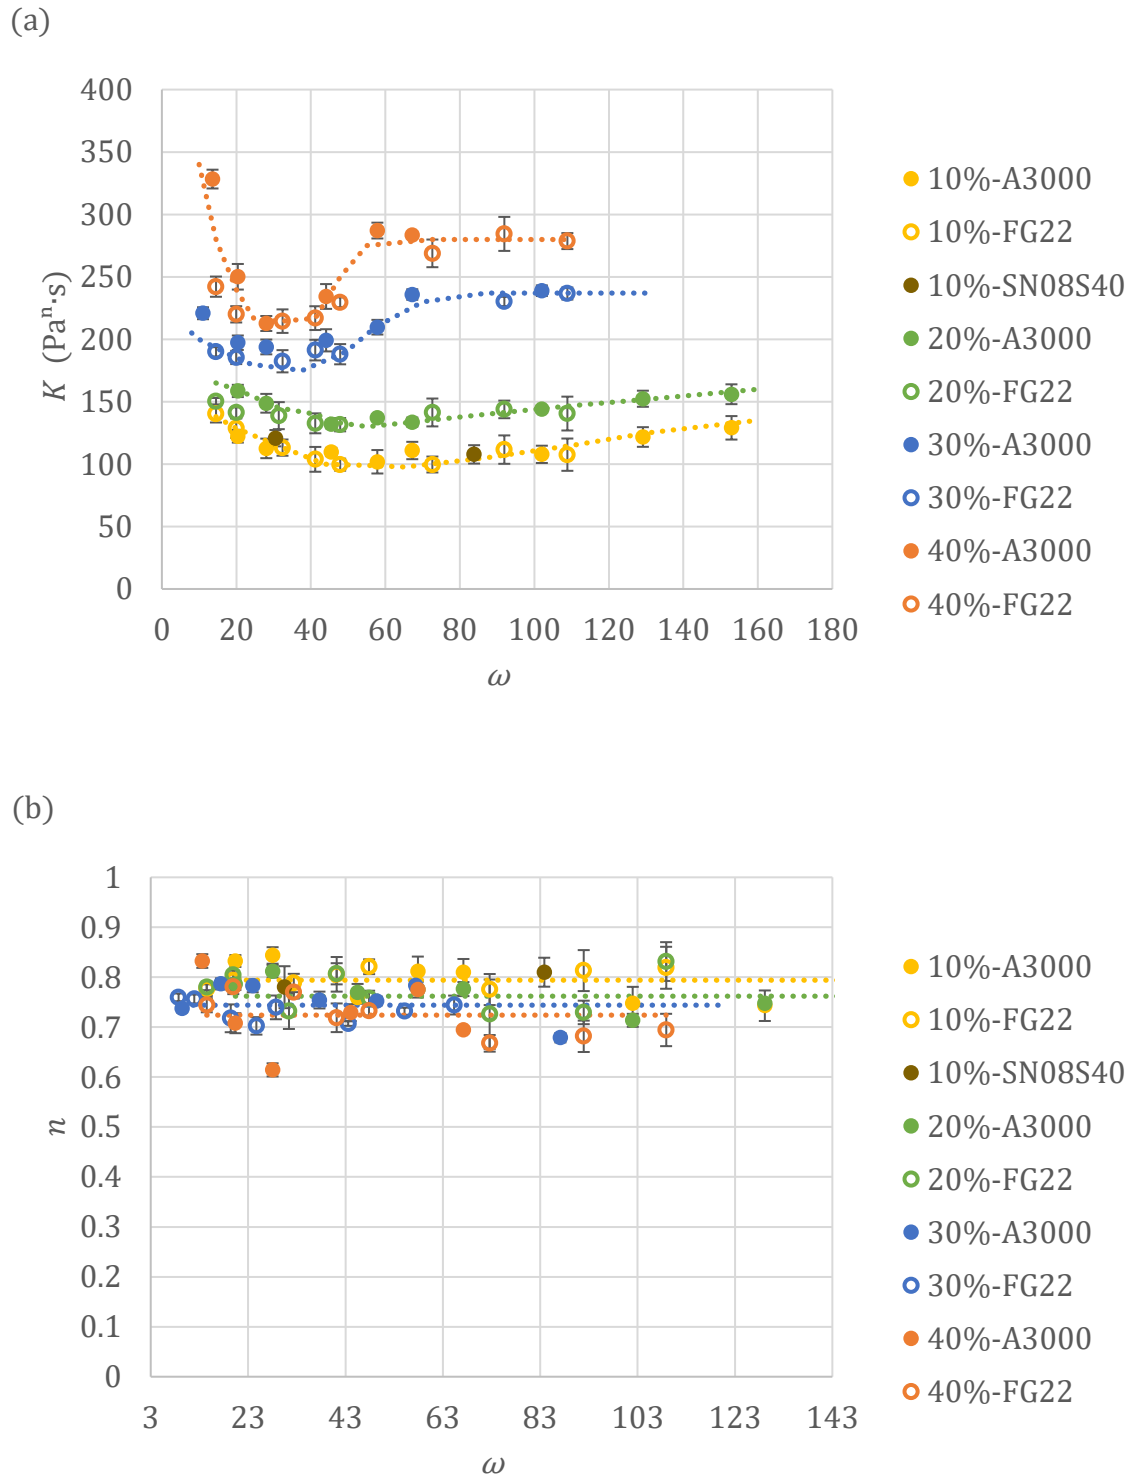 (a)
400
350
300
250
200
150
100
50
0
K (Paⁿ·s)
0 20 40 60 80 100 120 140 160 180
ω
10%-A3000
10%-FG22
10%-SN08S40
20%-A3000
20%-FG22
30%-A3000
30%-FG22
40%-A3000
40%-FG22
(b)
1
0.9
0.8
0.7
0.6
0.5
0.4
0.3
0.2
0.1
0
n
3 23 43 63 83 103 123 143
ω
10%-A3000
10%-FG22
10%-SN08S40
20%-A3000
20%-FG22
30%-A3000
30%-FG22
40%-A3000
40%-FG22